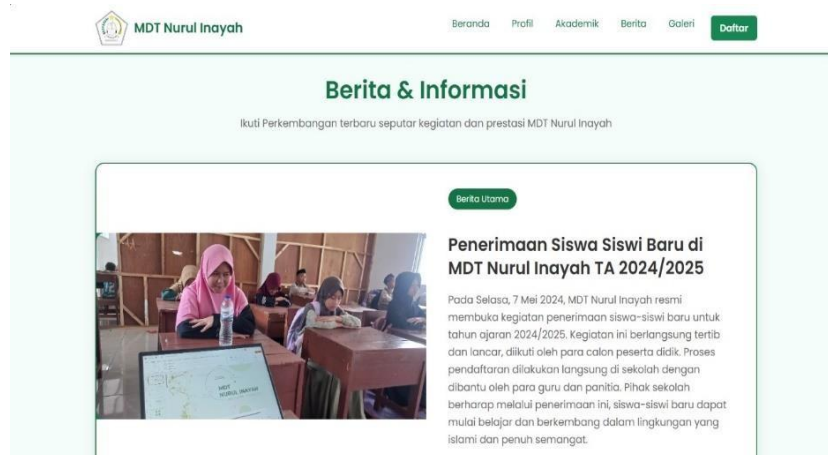 MDT Nurul Inayah
Beranda Profil Akademik Berita Galeri Daftar
Berita & Informasi
Ikuti Perkembangan terbaru seputar kegiatan dan prestasi MDT Nurul Inayah
Berita Utama
Penerimaan Siswa Siswi Baru di
MDT Nurul Inayah TA 2024/2025
Pada Selasa, 7 Mei 2024, MDT Nurul Inayah resmi
membuka kegiatan penerimaan siswa-siswi baru untuk
tahun ajaran 2024/2025. Kegiatan ini berlangsung tertib
dan lancar, diikuti oleh para calon peserta didik. Proses
pendaftaran dilakukan langsung di sekolah dengan
dibantu oleh para guru dan panitia. Pihak sekolah
berharap melalui penerimaan ini, siswa-siswi baru dapat
mulai belajar dan berkembang dalam lingkungan yang
islami dan penuh semangat.
MDT
NURUL INAYAH